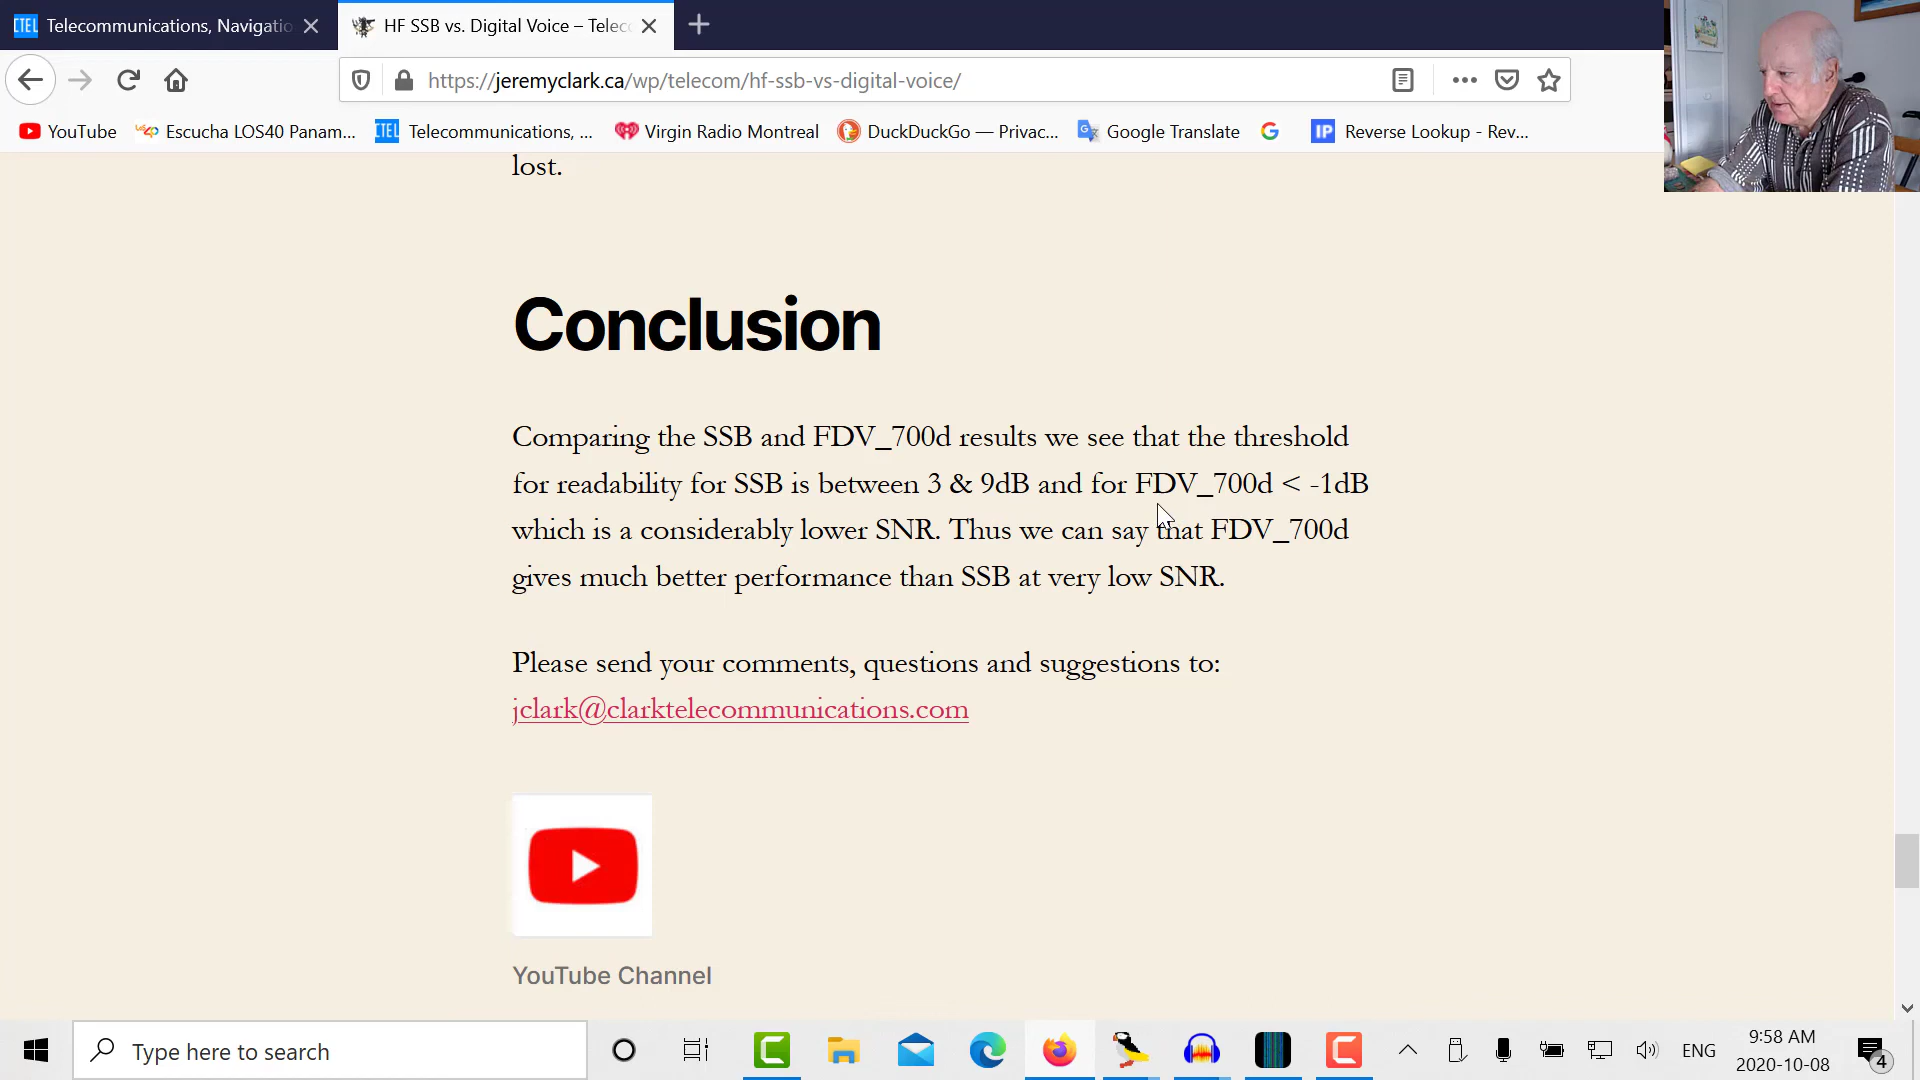 Telecommunications, Navigatio
HF SSB vs. Digital Voice – Telec
https://jeremyclark.ca/wp/telecom/hf-ssb-vs-digital-voice/
YouTube
Escucha LOS40 Panam...
CTEL Telecommunications, ...
Virgin Radio Montreal
DuckDuckGo — Privac...
Google Translate
IP Reverse Lookup - Rev...
lost.
Conclusion
Comparing the SSB and FDV_700d results we see that the threshold
for readability for SSB is between 3 & 9dB and for FDV_700d < -1dB
which is a considerably lower SNR. Thus we can say that FDV_700d
gives much better performance than SSB at very low SNR.
Please send your comments, questions and suggestions to:
jclark@clarktelecommunications.com
YouTube Channel
Type here to search
ENG
9:58 AM
2020-10-08
4